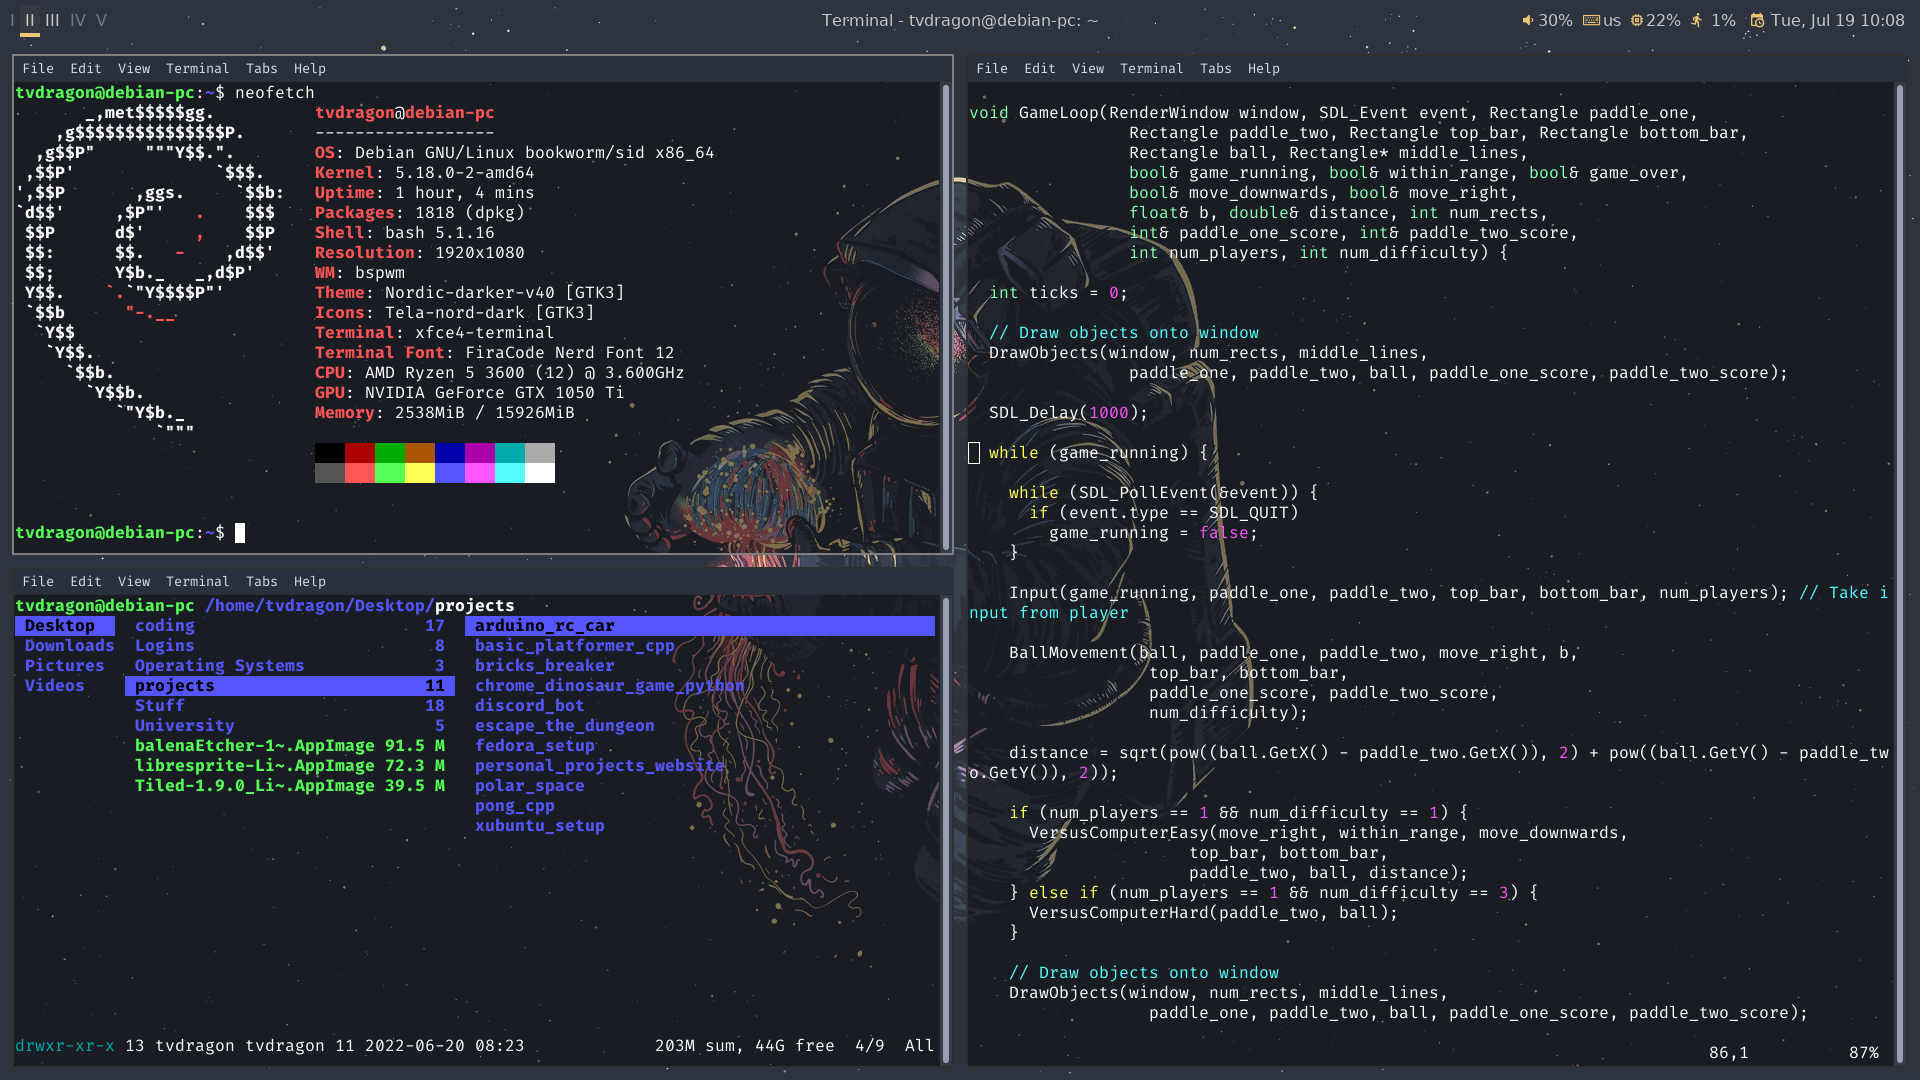 I II III IV V
Terminal - tvdragon@debian-pc: ~
30% us 22% 1% Tue, Jul 19 10:08
File Edit View Terminal Tabs Help
tvdragon@debian-pc:~$ neofetch
_,met$$$$$gg.
,g$$$$$$$$$$$$$$$P.
,g$$P" """Y$$.".
,$$P' `$$$.
',$$P ,ggs. `$$b:
`d$$' ,$P"' . $$$
$$P d$' , $$P
$$: $$. - ,d$$'
$$; Y$b._ _,d$P'
Y$$. `.`"Y$$$$P"'
`$$b "-.__
`Y$$
`Y$$.
`$$b.
`Y$$b.
`"Y$b._
`"""
tvdragon@debian-pc
------------------
OS: Debian GNU/Linux bookworm/sid x86_64
Kernel: 5.18.0-2-amd64
Uptime: 1 hour, 4 mins
Packages: 1818 (dpkg)
Shell: bash 5.1.16
Resolution: 1920x1080
WM: bspwm
Theme: Nordic-darker-v40 [GTK3]
Icons: Tela-nord-dark [GTK3]
Terminal: xfce4-terminal
Terminal Font: FiraCode Nerd Font 12
CPU: AMD Ryzen 5 3600 (12) @ 3.600GHz
GPU: NVIDIA GeForce GTX 1050 Ti
Memory: 2538MiB / 15926MiB
tvdragon@debian-pc:~$
File Edit View Terminal Tabs Help
tvdragon@debian-pc /home/tvdragon/Desktop/projects
Desktop
Downloads
Pictures
Videos
coding 17
Logins 8
Operating Systems 3
projects 11
Stuff 18
University 5
balenaEtcher-1~.AppImage 91.5 M
libresprite-Li~.AppImage 72.3 M
Tiled-1.9.0_Li~.AppImage 39.5 M
arduino_rc_car
basic_platformer_cpp
bricks_breaker
chrome_dinosaur_game_python
discord_bot
escape_the_dungeon
fedora_setup
personal_projects_website
polar_space
pong_cpp
xubuntu_setup
drwxr-xr-x 13 tvdragon tvdragon 11 2022-06-20 08:23 203M sum, 44G free 4/9 All
File Edit View Terminal Tabs Help
void GameLoop(RenderWindow window, SDL_Event event, Rectangle paddle_one,
Rectangle paddle_two, Rectangle top_bar, Rectangle bottom_bar,
Rectangle ball, Rectangle* middle_lines,
bool& game_running, bool& within_range, bool& game_over,
bool& move_downwards, bool& move_right,
float& b, double& distance, int num_rects,
int& paddle_one_score, int& paddle_two_score,
int num_players, int num_difficulty) {
int ticks = 0;
// Draw objects onto window
DrawObjects(window, num_rects, middle_lines,
paddle_one, paddle_two, ball, paddle_one_score, paddle_two_score);
SDL_Delay(1000);
while (game_running) {
while (SDL_PollEvent(&event)) {
if (event.type == SDL_QUIT)
game_running = false;
}
Input(game_running, paddle_one, paddle_two, top_bar, bottom_bar, num_players); // Take i
nput from player
BallMovement(ball, paddle_one, paddle_two, move_right, b,
top_bar, bottom_bar,
paddle_one_score, paddle_two_score,
num_difficulty);
distance = sqrt(pow((ball.GetX() - paddle_two.GetX()), 2) + pow((ball.GetY() - paddle_tw
o.GetY()), 2));
if (num_players == 1 && num_difficulty == 1) {
VersusComputerEasy(move_right, within_range, move_downwards,
top_bar, bottom_bar,
paddle_two, ball, distance);
} else if (num_players == 1 && num_difficulty == 3) {
VersusComputerHard(paddle_two, ball);
}
// Draw objects onto window
DrawObjects(window, num_rects, middle_lines,
paddle_one, paddle_two, ball, paddle_one_score, paddle_two_score);
86,1 87%